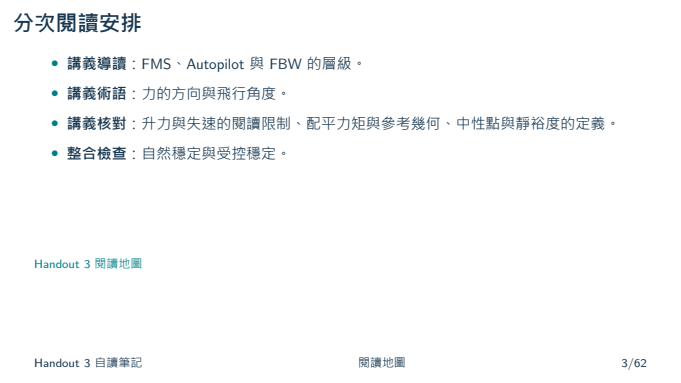 分次閱讀安排
• 講義導讀：FMS、Autopilot 與 FBW 的層級。
• 講義術語：力的方向與飛行角度。
• 講義核對：升力與失速的閱讀限制、配平力矩與參考幾何、中性點與靜裕度的定義。
• 整合檢查：自然穩定與受控穩定。
Handout 3 閱讀地圖
Handout 3 自讀筆記 閱讀地圖 3/62